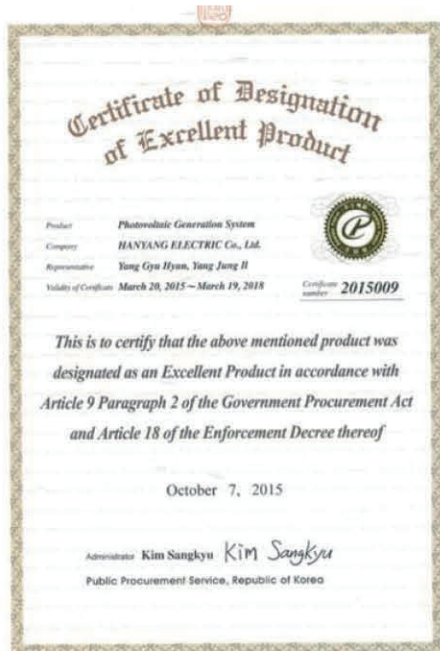 Certificate of Designation
of Excellent Product
Product Photovoltaic Generation System
Company HANYANG ELECTRIC Co., Ltd.
Representative Yang Gyu Hyun, Yang Jung Il
Validity of Certificate March 20, 2015 ~ March 19, 2018
Certificate number 2015009
This is to certify that the above mentioned product was
designated as an Excellent Product in accordance with
Article 9 Paragraph 2 of the Government Procurement Act
and Article 18 of the Enforcement Decree thereof
October 7, 2015
Administrator Kim Sangkyu Kim Sangkyu
Public Procurement Service, Republic of Korea